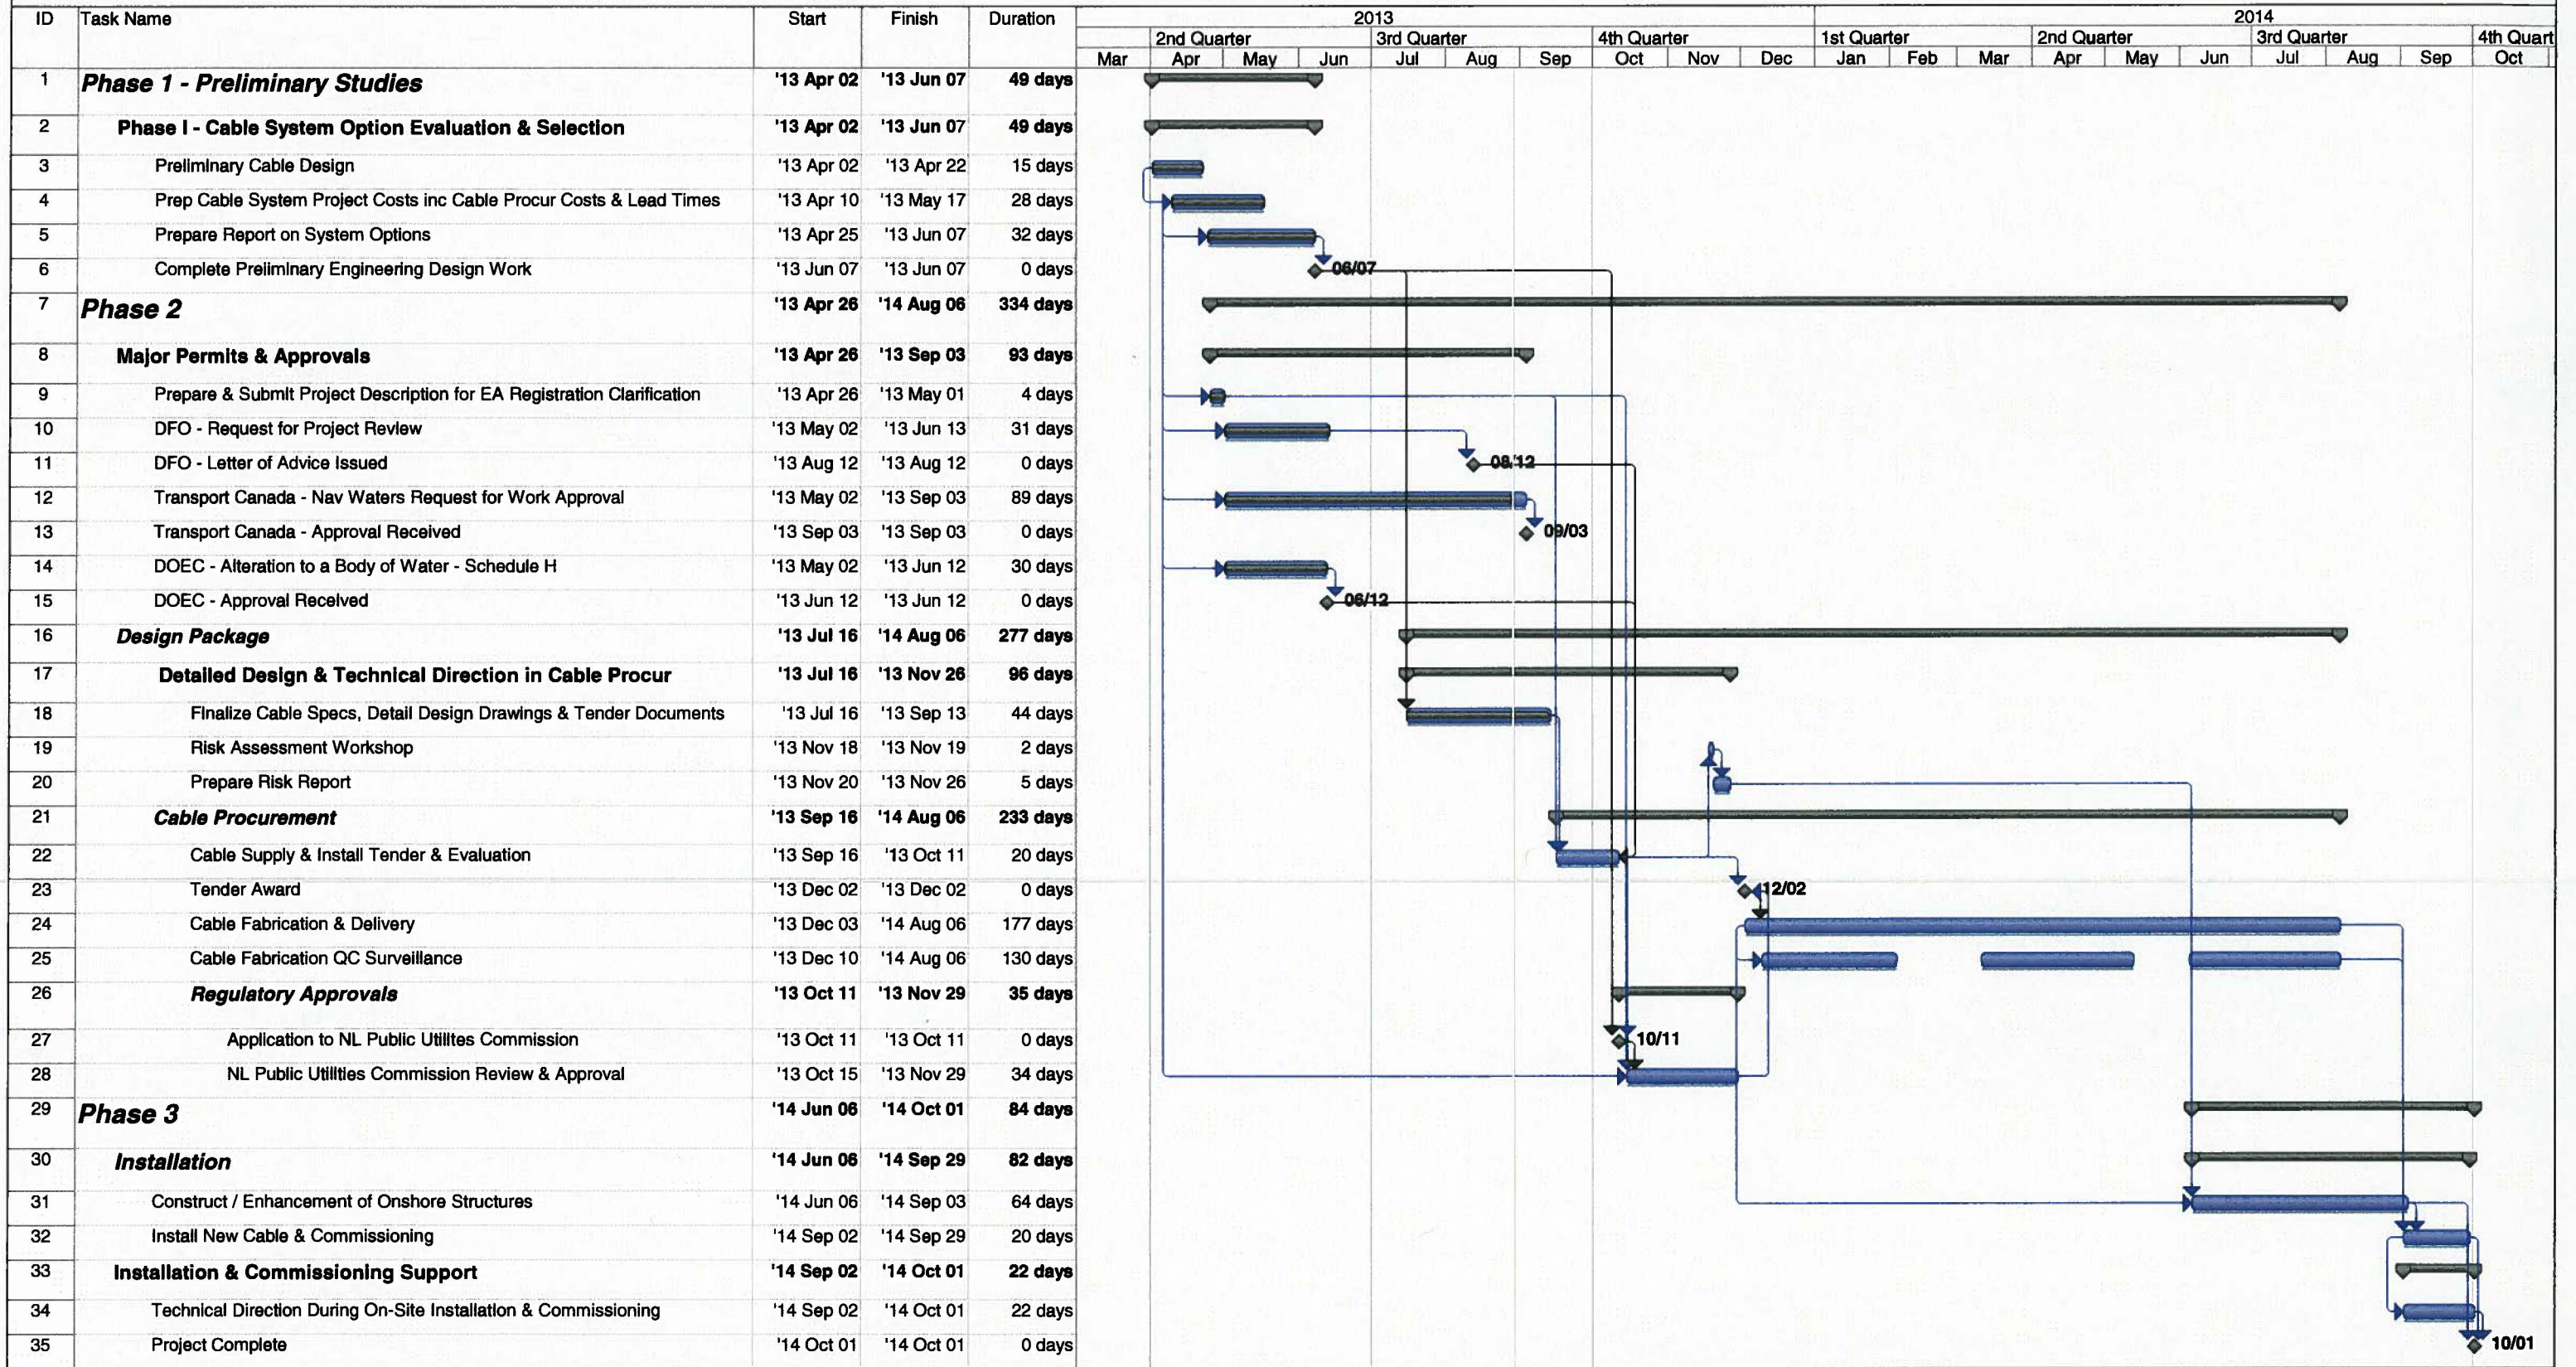 ID Task Name Start Finish Duration 2013 2014
2nd Quarter 3rd Quarter 4th Quarter 1st Quarter 2nd Quarter 3rd Quarter 4th Quart
Mar Apr May Jun Jul Aug Sep Oct Nov Dec Jan Feb Mar Apr May Jun Jul Aug Sep Oct
1 Phase 1 - Preliminary Studies '13 Apr 02 '13 Jun 07 49 days
2 Phase I - Cable System Option Evaluation & Selection '13 Apr 02 '13 Jun 07 49 days
3 Preliminary Cable Design '13 Apr 02 '13 Apr 22 15 days
4 Prep Cable System Project Costs inc Cable Procur Costs & Lead Times '13 Apr 10 '13 May 17 28 days
5 Prepare Report on System Options '13 Apr 25 '13 Jun 07 32 days
6 Complete Preliminary Engineering Design Work '13 Jun 07 '13 Jun 07 0 days 06/07
7 Phase 2 '13 Apr 26 '14 Aug 06 334 days
8 Major Permits & Approvals '13 Apr 26 '13 Sep 03 93 days
9 Prepare & Submit Project Description for EA Registration Clarification '13 Apr 26 '13 May 01 4 days
10 DFO - Request for Project Review '13 May 02 '13 Jun 13 31 days
11 DFO - Letter of Advice Issued '13 Aug 12 '13 Aug 12 0 days 08/12
12 Transport Canada - Nav Waters Request for Work Approval '13 May 02 '13 Sep 03 89 days
13 Transport Canada - Approval Received '13 Sep 03 '13 Sep 03 0 days 09/03
14 DOEC - Alteration to a Body of Water - Schedule H '13 May 02 '13 Jun 12 30 days
15 DOEC - Approval Received '13 Jun 12 '13 Jun 12 0 days 06/12
16 Design Package '13 Jul 16 '14 Aug 06 277 days
17 Detailed Design & Technical Direction in Cable Procur '13 Jul 16 '13 Nov 26 96 days
18 Finalize Cable Specs, Detail Design Drawings & Tender Documents '13 Jul 16 '13 Sep 13 44 days
19 Risk Assessment Workshop '13 Nov 18 '13 Nov 19 2 days
20 Prepare Risk Report '13 Nov 20 '13 Nov 26 5 days
21 Cable Procurement '13 Sep 16 '14 Aug 06 233 days
22 Cable Supply & Install Tender & Evaluation '13 Sep 16 '13 Oct 11 20 days
23 Tender Award '13 Dec 02 '13 Dec 02 0 days 12/02
24 Cable Fabrication & Delivery '13 Dec 03 '14 Aug 06 177 days
25 Cable Fabrication QC Surveillance '13 Dec 10 '14 Aug 06 130 days
26 Regulatory Approvals '13 Oct 11 '13 Nov 29 35 days
27 Application to NL Public Utilites Commission '13 Oct 11 '13 Oct 11 0 days 10/11
28 NL Public Utilities Commission Review & Approval '13 Oct 15 '13 Nov 29 34 days
29 Phase 3 '14 Jun 06 '14 Oct 01 84 days
30 Installation '14 Jun 06 '14 Sep 29 82 days
31 Construct / Enhancement of Onshore Structures '14 Jun 06 '14 Sep 03 64 days
32 Install New Cable & Commissioning '14 Sep 02 '14 Sep 29 20 days
33 Installation & Commissioning Support '14 Sep 02 '14 Oct 01 22 days
34 Technical Direction During On-Site Installation & Commissioning '14 Sep 02 '14 Oct 01 22 days
35 Project Complete '14 Oct 01 '14 Oct 01 0 days 10/01